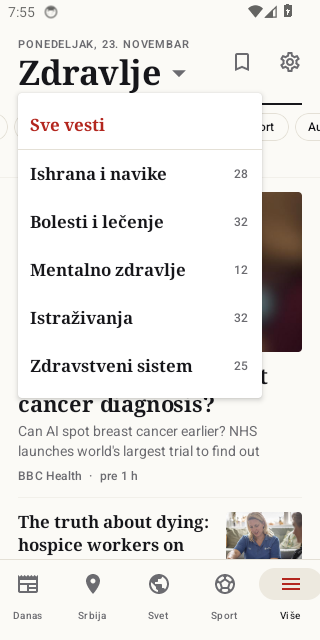 7:55
PONEDELJAK, 23. NOVEMBAR
Zdravlje
Sve vesti
Ishrana i navike 28
Bolesti i lečenje 32
Mentalno zdravlje 12
Istraživanja 32
Zdravstveni sistem 25
cancer diagnosis?
Can AI spot breast cancer earlier? NHS
launches world's largest trial to find out
BBC Health · pre 1 h
The truth about dying:
hospice workers on
Danas Srbija Svet Sport Više